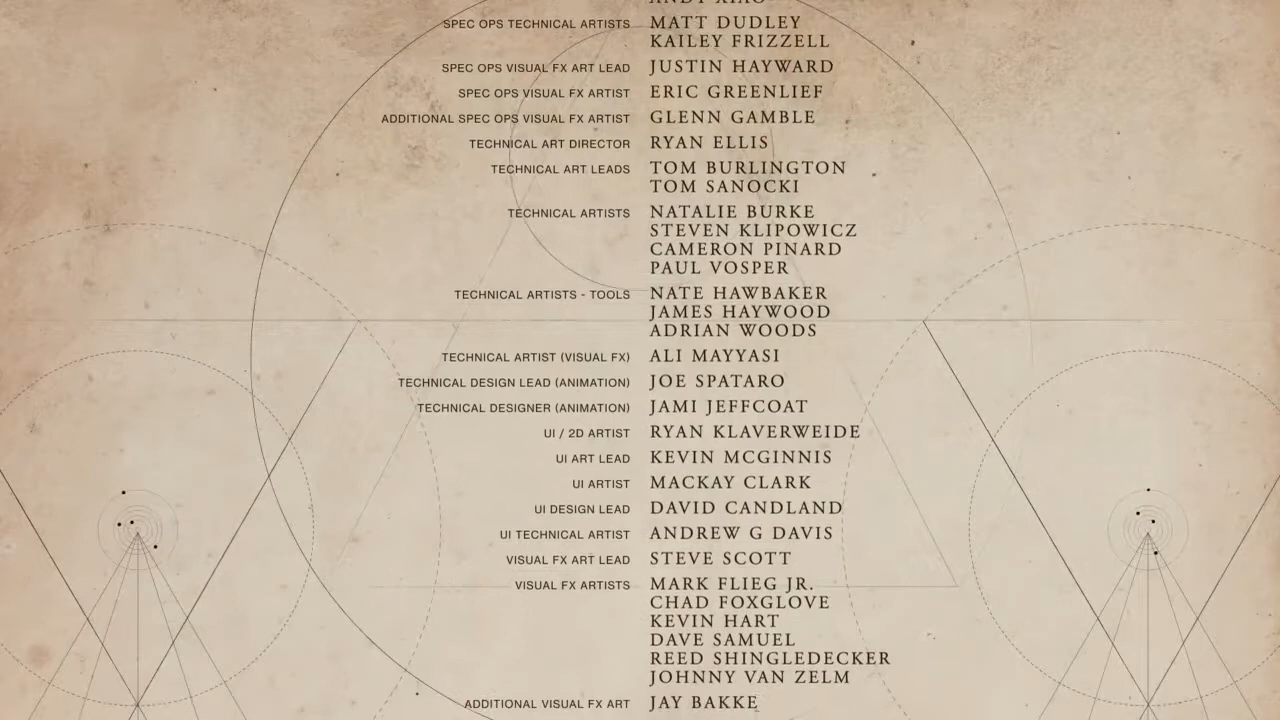 SPEC OPS TECHNICAL ARTISTS MATT DUDLEY
KAILEY FRIZZELL
SPEC OPS VISUAL FX ART LEAD JUSTIN HAYWARD
SPEC OPS VISUAL FX ARTIST ERIC GREENLIEF
ADDITIONAL SPEC OPS VISUAL FX ARTIST GLENN GAMBLE
TECHNICAL ART DIRECTOR RYAN ELLIS
TECHNICAL ART LEADS TOM BURLINGTON
TOM SANOCKI
TECHNICAL ARTISTS NATALIE BURKE
STEVEN KLIPOWICZ
CAMERON PINARD
PAUL VOSPER
TECHNICAL ARTISTS - TOOLS NATE HAWBAKER
JAMES HAYWOOD
ADRIAN WOODS
TECHNICAL ARTIST (VISUAL FX) ALI MAYYASI
TECHNICAL DESIGN LEAD (ANIMATION) JOE SPATARO
TECHNICAL DESIGNER (ANIMATION) JAMI JEFFCOAT
UI / 2D ARTIST RYAN KLAVERWEIDE
UI ART LEAD KEVIN MCGINNIS
UI ARTIST MACKAY CLARK
UI DESIGN LEAD DAVID CANDLAND
UI TECHNICAL ARTIST ANDREW G DAVIS
VISUAL FX ART LEAD STEVE SCOTT
VISUAL FX ARTISTS MARK FLIEG JR.
CHAD FOXGLOVE
KEVIN HART
DAVE SAMUEL
REED SHINGLEDECKER
JOHNNY VAN ZELM
ADDITIONAL VISUAL FX ART JAY BAKKE